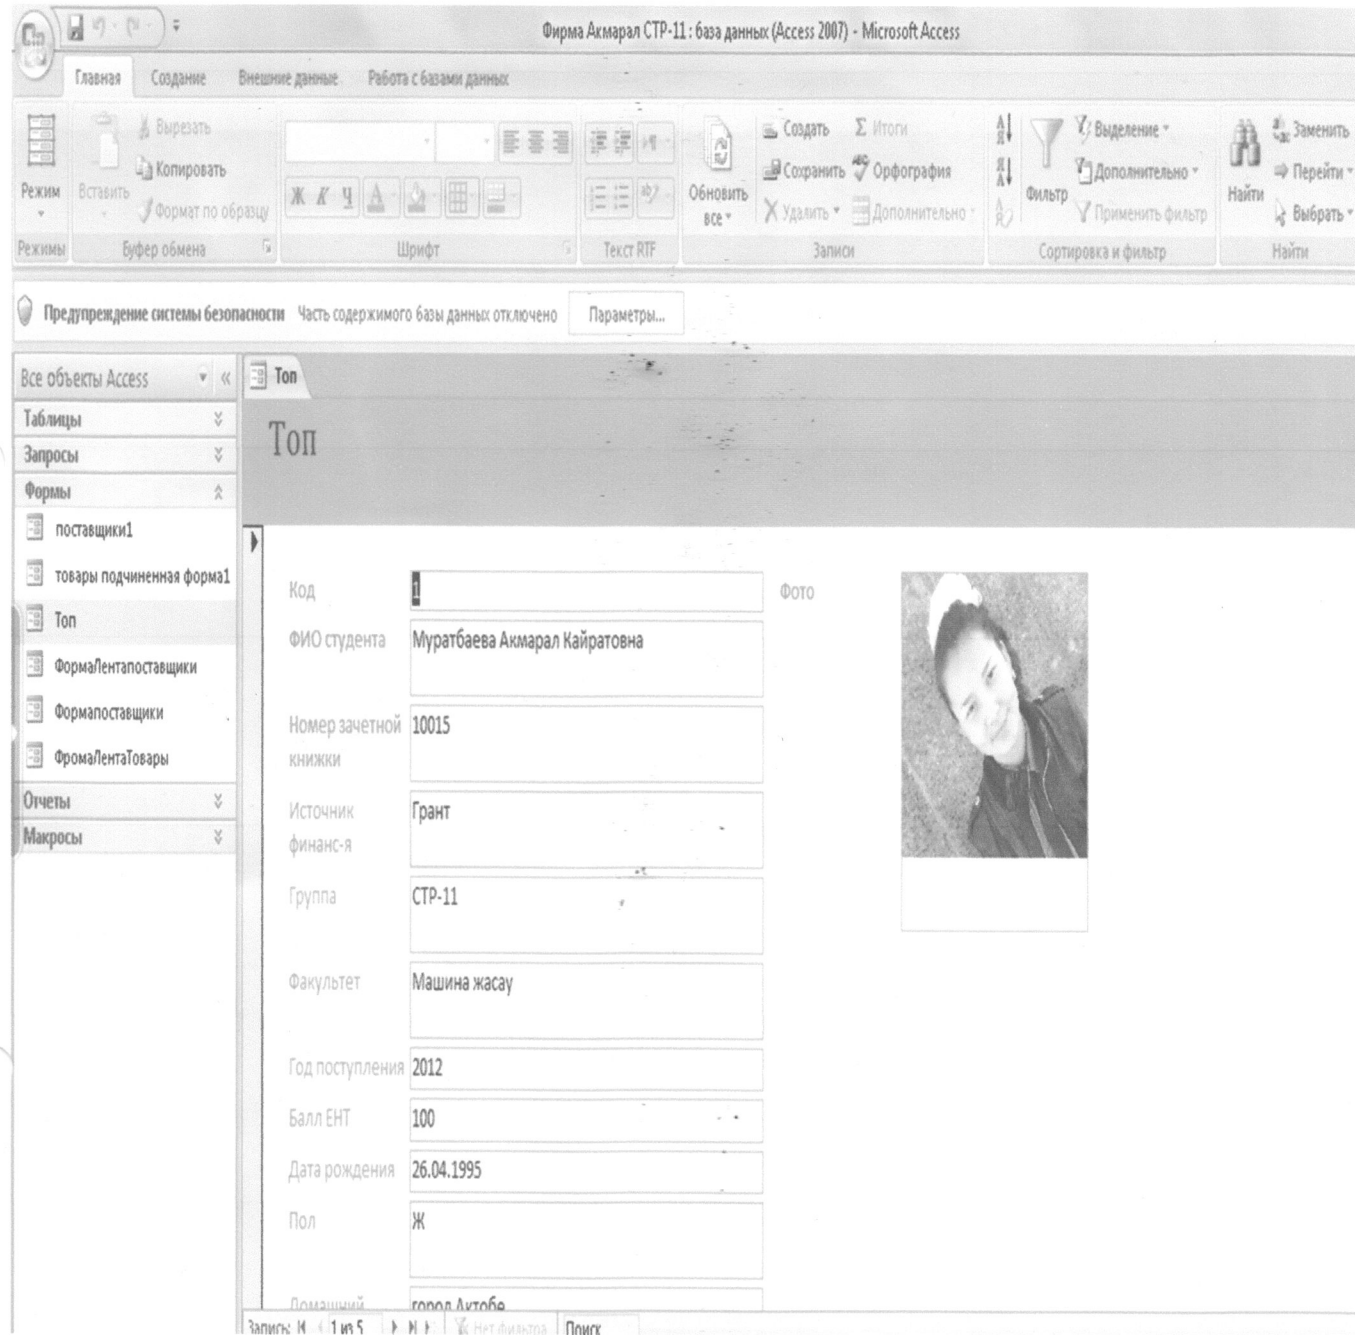 Фирма Акмарал СТР-11 : база данных (Access 2007) - Microsoft Access
Главная Создание Внешние данные Работа с базами данных
Режим
Режимы
Вставить
Вырезать
Копировать
Формат по образцу
Буфер обмена
Ж К Ч
Шрифт
Текст RTF
Обновить все
Создать
Сохранить
Удалить
Σ Итоги
Орфография
Дополнительно
Записи
Фильтр
Выделение
Дополнительно
Применить фильтр
Сортировка и фильтр
Найти
Заменить
Перейти
Выбрать
Найти
Предупреждение системы безопасности Часть содержимого базы данных отключено Параметры...
Все объекты Access
Таблицы
Запросы
Формы
поставщики1
товары подчиненная форма1
Топ
ФормаЛентапоставщики
Формапоставщики
ФромаЛентаТовары
Отчеты
Макросы
Топ
Топ
Код 1
Фото
ФИО студента Муратбаева Акмарал Кайратовна
Номер зачетной книжки 10015
Источник финанс-я Грант
Группа СТР-11
Факультет Машина жасау
Год поступления 2012
Балл ЕНТ 100
Дата рождения 26.04.1995
Пол Ж
Домашний город Актобе
Запись: 1 из 5 Нет фильтра Поиск